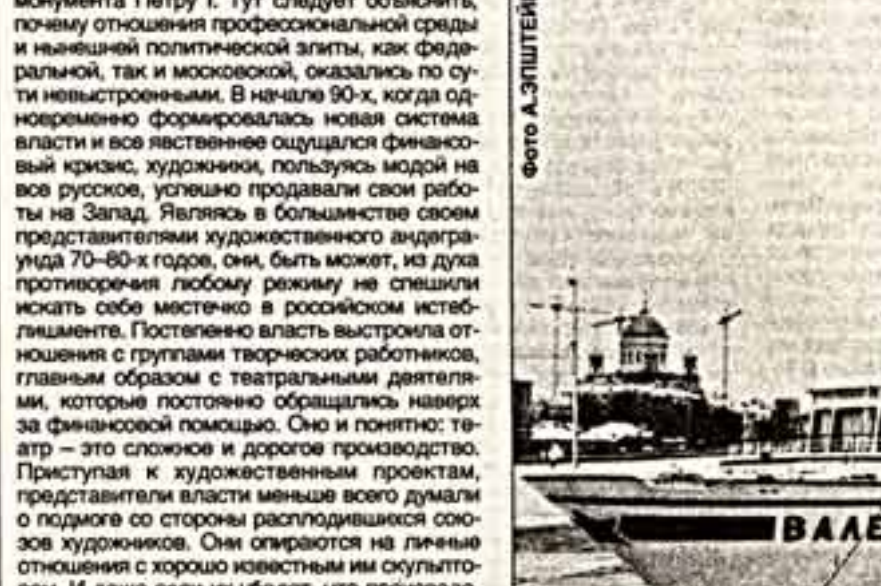 монумента Петру I. Тут следует объяснить,
почему отношения профессиональной среды
и нынешней политической элиты, как феде-
ральной, так и московской, оказались по су-
ти невыстроенными. В начале 90-х, когда од-
новременно формировалась новая система
власти и все явственнее ощущался финансо-
вый кризис, художники, пользуясь модой на
все русское, успешно продавали свои рабо-
ты на Запад. Являясь в большинстве своем
представителями художественного андегра-
унда 70–80-х годов, они, быть может, из духа
противоречия любому режиму не спешили
искать себе местечко в российском истеб-
лишменте. Постепенно власть выстроила от-
ношения с группами творческих работников,
главным образом с театральными деятеля-
ми, которые постоянно обращались наверх
за финансовой помощью. Оно и понятно: те-
атр – это сложное и дорогое производство.
Приступая к художественным проектам,
представители власти меньше всего думали
о подмоге со стороны расплодившихся сою-
зов художников. Они опираются на личные
отношения с хорошо известным им скульпто-
Фото А.ЭПШТЕЙ
ВАЛЕ